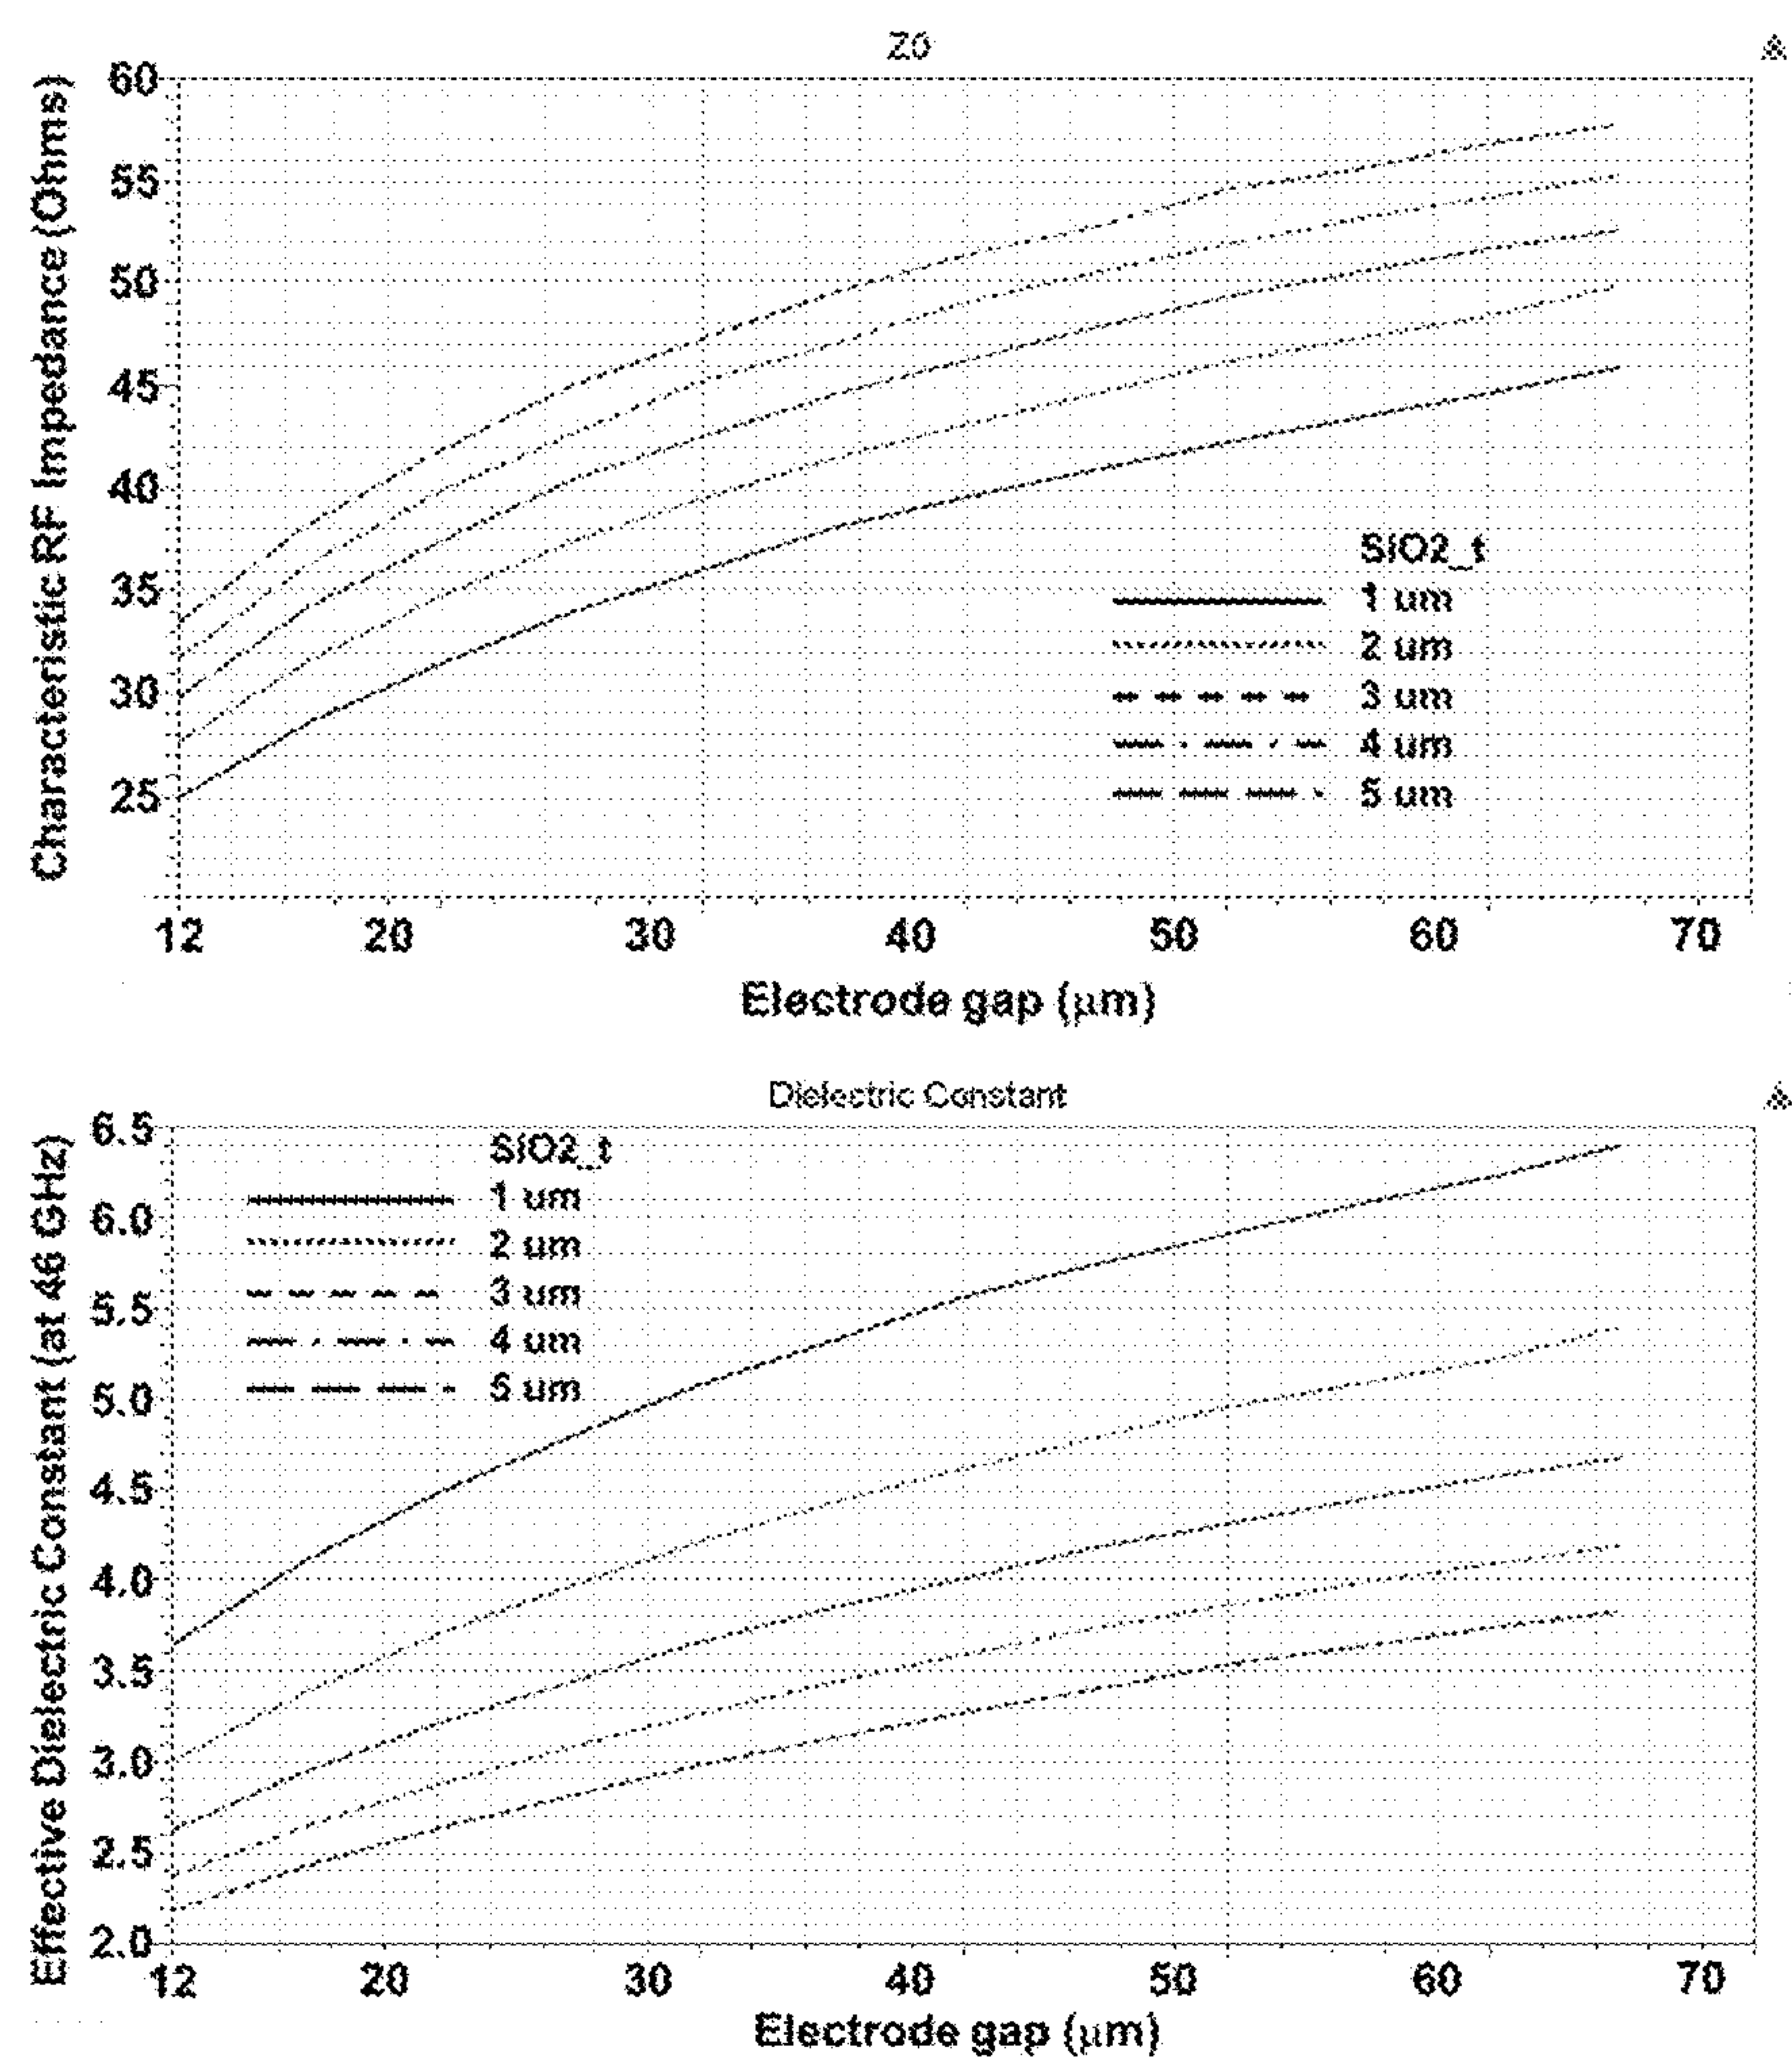 Z0
Characteristic RF Impedance (Ohms)
60
55
50
45
40
35
30
25
SiO2_t
1 um
2 um
3 um
4 um
5 um
12 20 30 40 50 60 70
Electrode gap (μm)
Dielectric Constant
Effective Dielectric Constant (at 46 GHz)
6.5
6.0
5.5
5.0
4.5
4.0
3.5
3.0
2.5
2.0
SiO2_t
1 um
2 um
3 um
4 um
5 um
12 20 30 40 50 60 70
Electrode gap (μm)